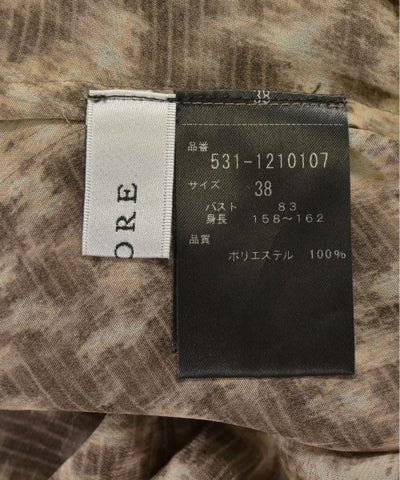 38
品番
531-1210107
サイズ 38
バスト 83
身長 158～162
品質
ポリエステル 100%
ORE